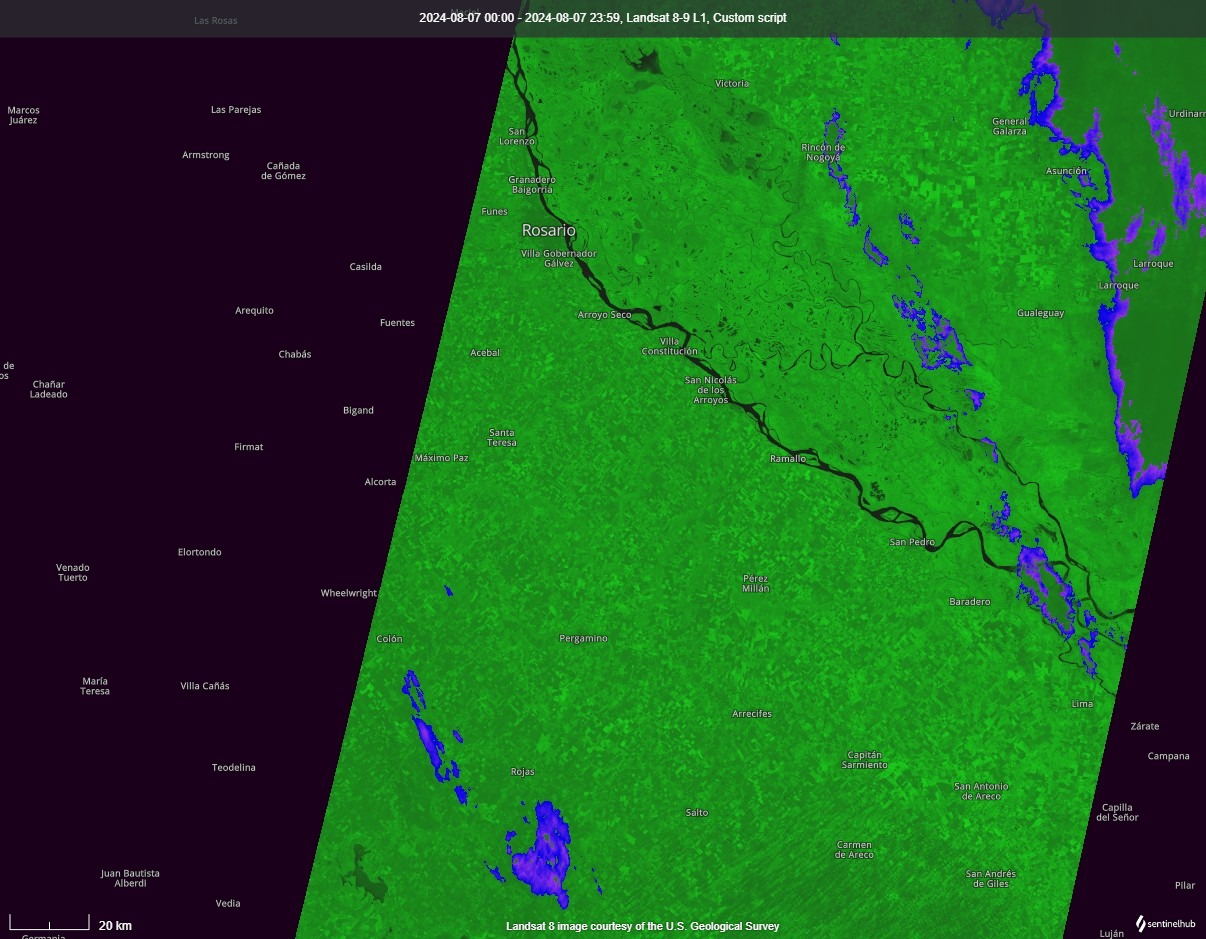 2024-08-07 00:00 - 2024-08-07 23:59, Landsat 8-9 L1, Custom script
Las Rosas
Victoria
Marcos
Juárez
Las Parejas
Urdinarr
General
Galarza
San
Lorenzo
Armstrong
Rincón de
Nogoyá
Cañada
de Gómez
Asunción
Granadero
Baigorria
Funes
Rosario
Villa Gobernador
Gálvez
Casilda
Larroque
Larroque
Arequito
Fuentes
Arroyo Seco
Gualeguay
Chabás
Acebal
Villa
Constitución
de
os
Chañar
Ladeado
San Nicolás
de los
Arroyos
Bigand
Firmat
Santa
Teresa
Máximo Paz
Ramallo
Alcorta
Elortondo
San Pedro
Venado
Tuerto
Wheelwright
Pérez
Millán
Baradero
Colón
Pergamino
María
Teresa
Villa Cañás
Arrecifes
Lima
Zárate
Campana
Teodelina
Rojas
Capitán
Sarmiento
San Antonio
de Areco
Salto
Capilla
del Señor
Carmen
de Areco
Juan Bautista
Alberdi
San Andrés
de Giles
Pilar
Vedia
20 km
Landsat 8 image courtesy of the U.S. Geological Survey
sentinelhub
Germania
Luján